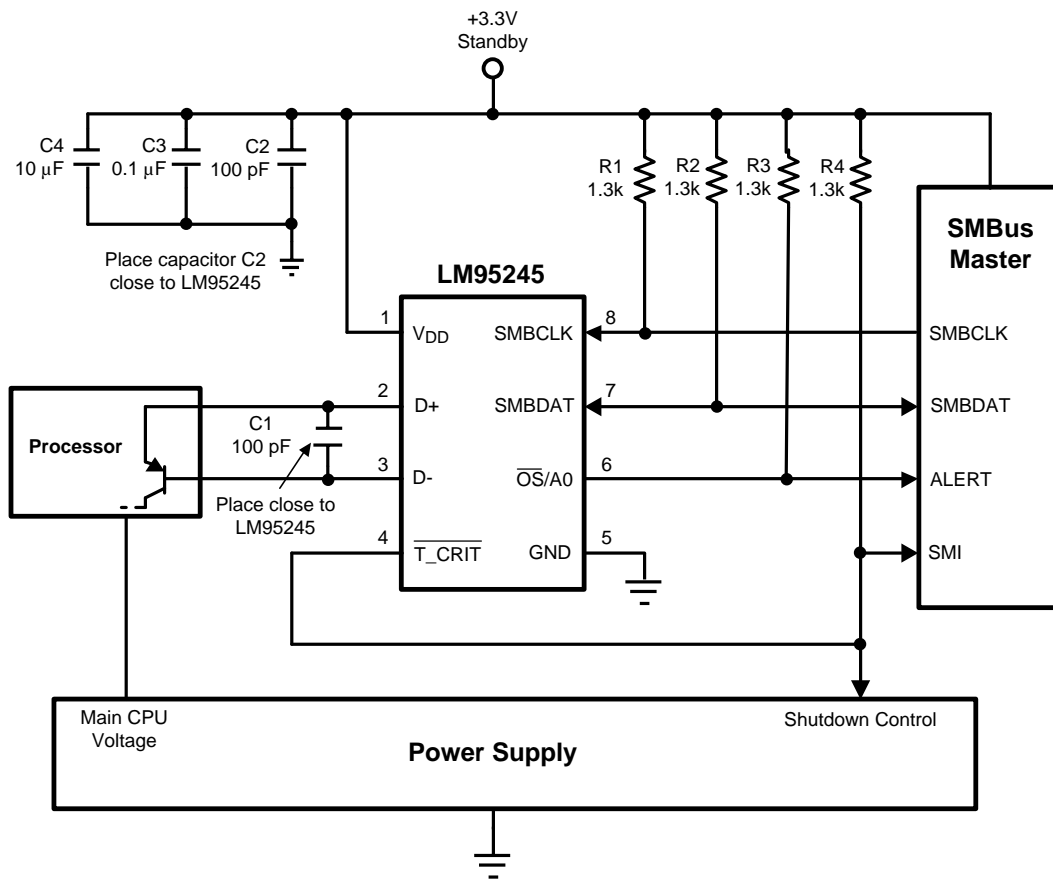 +3.3V
Standby
C4
10 μF
C3
0.1 μF
C2
100 pF
R1
1.3k
R2
1.3k
R3
1.3k
R4
1.3k
Place capacitor C2
close to LM95245
SMBus
Master
LM95245
1
VDD
SMBCLK
8
SMBCLK
2
D+
SMBDAT
7
SMBDAT
Processor
C1
100 pF
3
D-
OS/A0
6
ALERT
Place close to
LM95245
4
T_CRIT
GND
5
SMI
Main CPU
Voltage
Shutdown Control
Power Supply